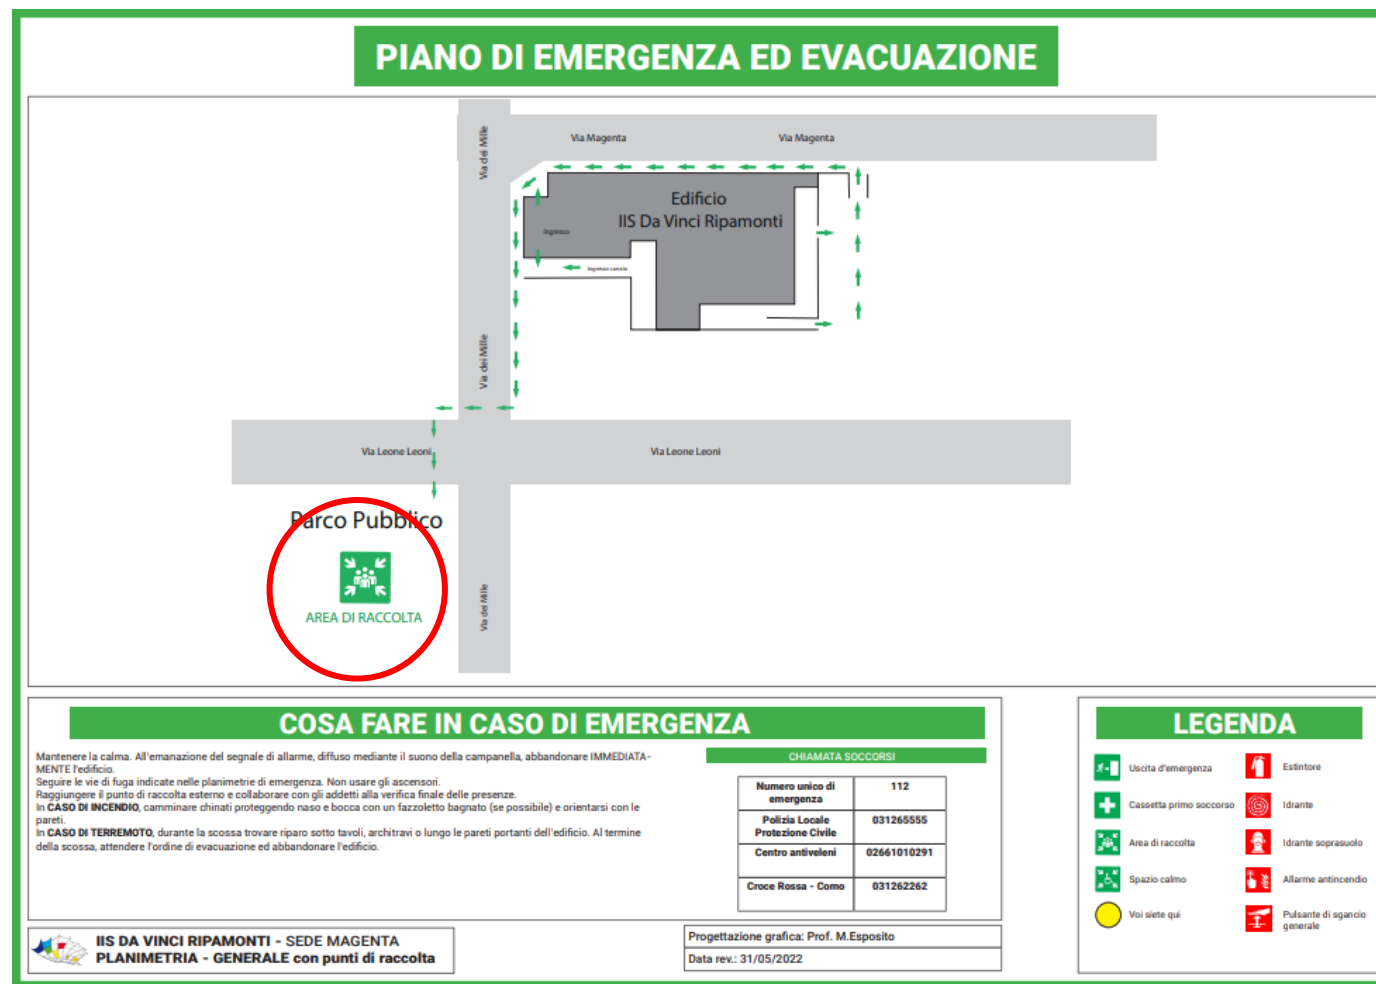 PIANO DI EMERGENZA ED EVACUAZIONE
Via dei Mille
Via Magenta
Via Magenta
Edificio
IIS Da Vinci Ripamonti
Ingresso
Ingresso carraio
Via dei Mille
Via Leone Leoni
Via Leone Leoni
Parco Pubblico
AREA DI RACCOLTA
Via dei Mille
COSA FARE IN CASO DI EMERGENZA
Mantenere la calma. All'emanazione del segnale di allarme, diffuso mediante il suono della campanella, abbandonare IMMEDIATA-
MENTE l'edificio.
Seguire le vie di fuga indicate nelle planimetrie di emergenza. Non usare gli ascensori.
Raggiungere il punto di raccolta esterno e collaborare con gli addetti alla verifica finale delle presenze.
In CASO DI INCENDIO, camminare chinati proteggendo naso e bocca con un fazzoletto bagnato (se possibile) e orientarsi con le
pareti.
In CASO DI TERREMOTO, durante la scossa trovare riparo sotto tavoli, architravi o lungo le pareti portanti dell'edificio. Al termine
della scossa, attendere l'ordine di evacuazione ed abbandonare l'edificio.
CHIAMATA SOCCORSI
Numero unico di emergenza 112
Polizia Locale Protezione Civile 031265555
Centro antiveleni 02661010291
Croce Rossa - Como 031262262
LEGENDA
Uscita d'emergenza
Estintore
Cassetta primo soccorso
Idrante
Area di raccolta
Idrante soprasuolo
Spazio calmo
Allarme antincendio
Voi siete qui
Pulsante di sgancio
generale
IIS DA VINCI RIPAMONTI - SEDE MAGENTA
PLANIMETRIA - GENERALE con punti di raccolta
Progettazione grafica: Prof. M.Esposito
Data rev.: 31/05/2022